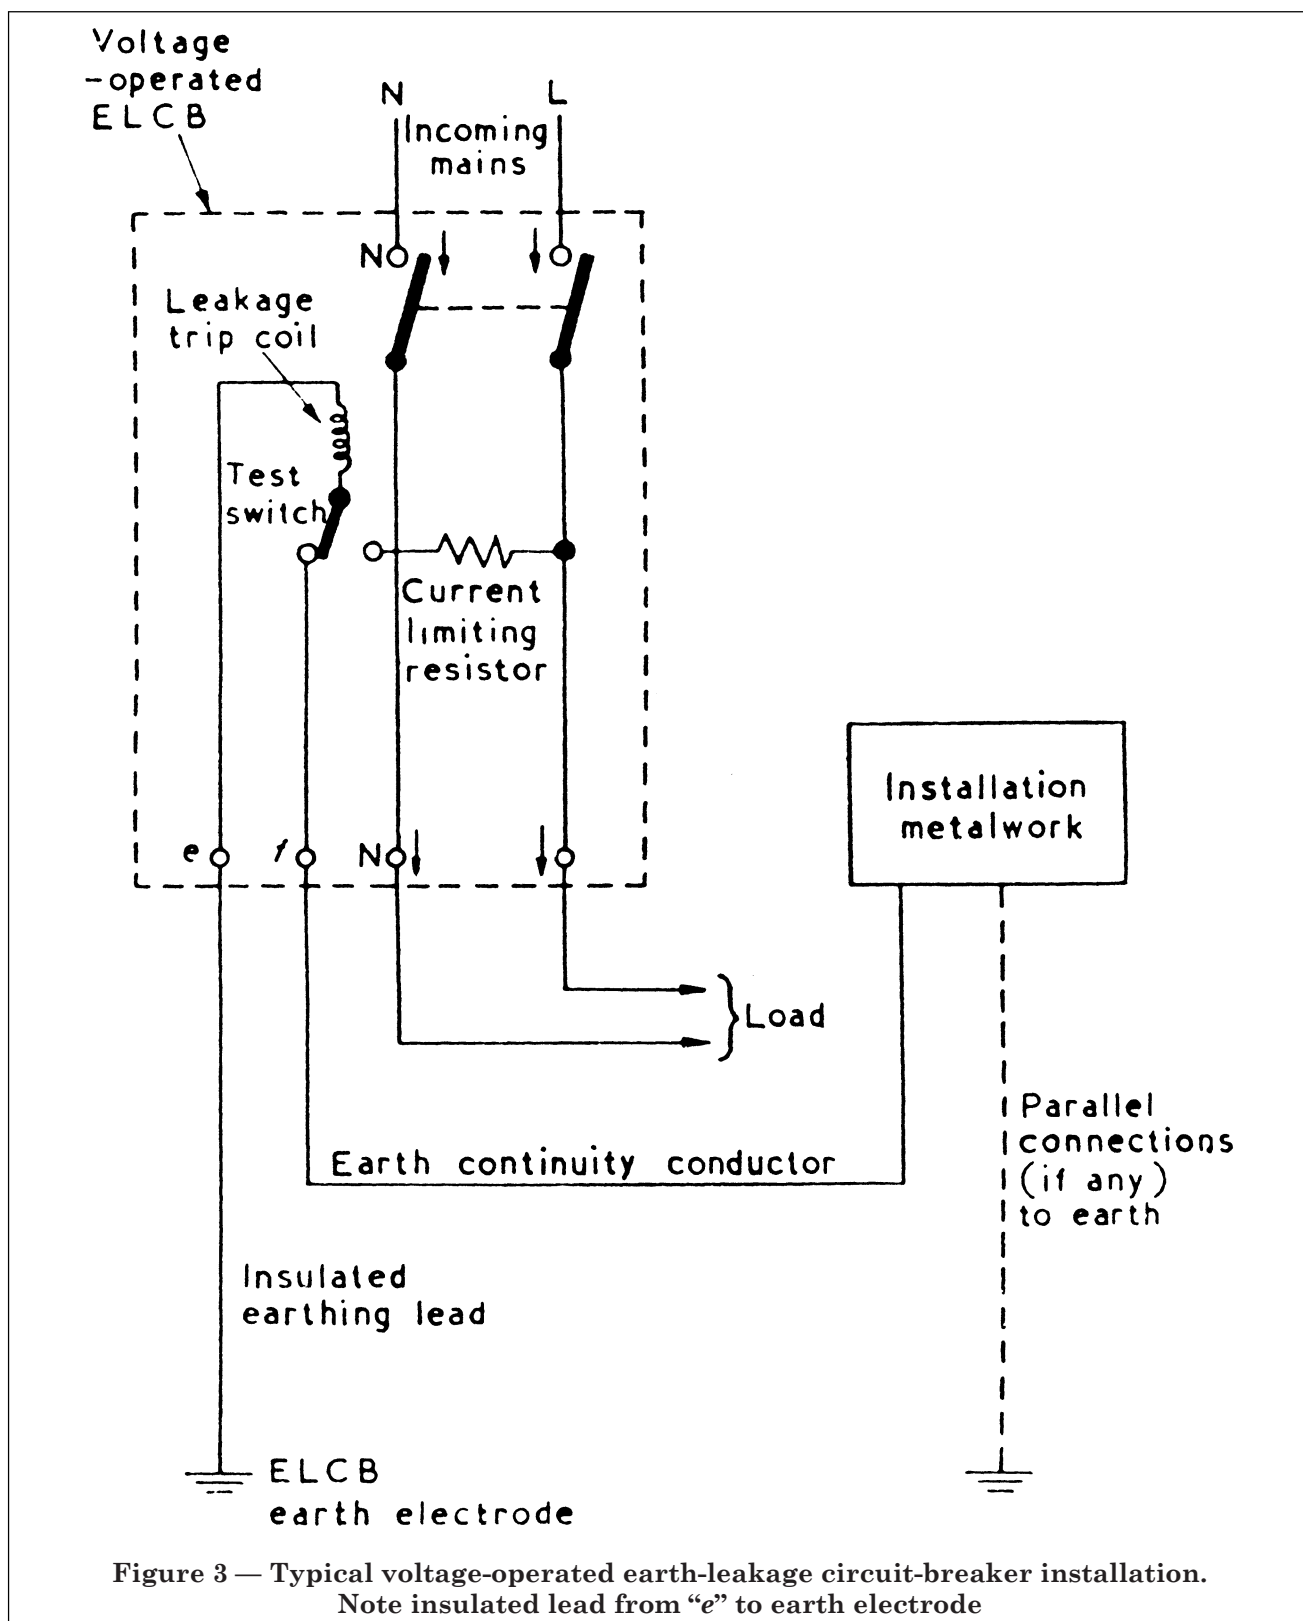 Voltage
-operated
ELCB
N
L
Incoming
mains
N
Leakage
trip coil
Test
switch
Current
limiting
resistor
Installation
metalwork
e
f
N
Load
Parallel
connections
(if any)
to earth
Earth continuity conductor
Insulated
earthing lead
ELCB
earth electrode
Figure 3 — Typical voltage-operated earth-leakage circuit-breaker installation.
Note insulated lead from “e” to earth electrode